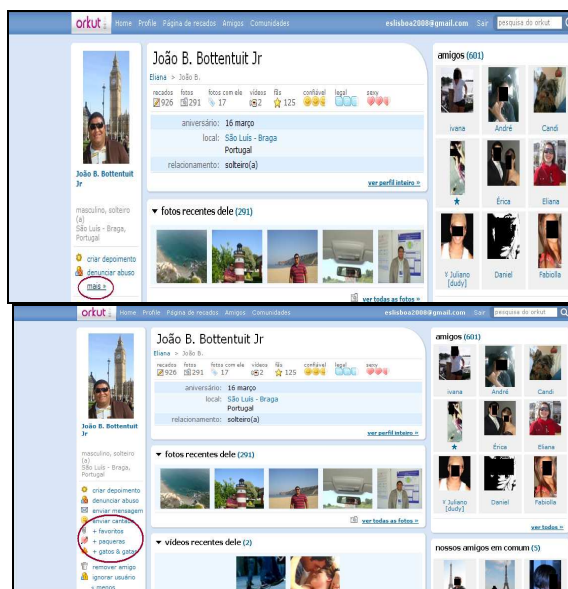 orkut Home Profile Página de recados Amigos Comunidades eslisboa2008@gmail.com Sair pesquisa do orkut
João B. Bottentuit Jr
masculino, solteiro (a)
São Luís - Braga, Portugal
criar depoimento
denunciar abuso
mais »
João Bottentuit Jr
Eliana > João B.
recados fotos fotos com ele vídeos fãs confiável legal sexy
926 291 17 2 125
aniversário: 16 março
local: São Luís - Braga
Portugal
relacionamento: solteiro(a)
ver perfil inteiro »
▼ fotos recentes dele (291)
ver todas as fotos »
amigos (601)
ivana André Candi
★ Érica Eliana
♀ Juliano [dudy] Daniel Fabiolla
orkut Home Profile Página de recados Amigos Comunidades eslisboa2008@gmail.com Sair pesquisa do orkut
João B. Bottentuit Jr
masculino, solteiro (a)
São Luís - Braga, Portugal
criar depoimento
denunciar abuso
enviar mensagem
enviar cantada
+ favoritos
+ paqueras
+ gatos & gatas
remover amigo
ignorar usuário
« menos
João Bottentuit Jr
Eliana > João B.
recados fotos fotos com ele vídeos fãs confiável legal sexy
926 291 17 2 125
aniversário: 16 março
local: São Luís - Braga
Portugal
relacionamento: solteiro(a)
ver perfil inteiro »
▼ fotos recentes dele (291)
ver todas as fotos »
▼ vídeos recentes dele (2)
amigos (601)
ivana André Candi
★ Érica Eliana
♀ Juliano [dudy] Daniel Fabiolla
ver todos »
nossos amigos em comum (5)